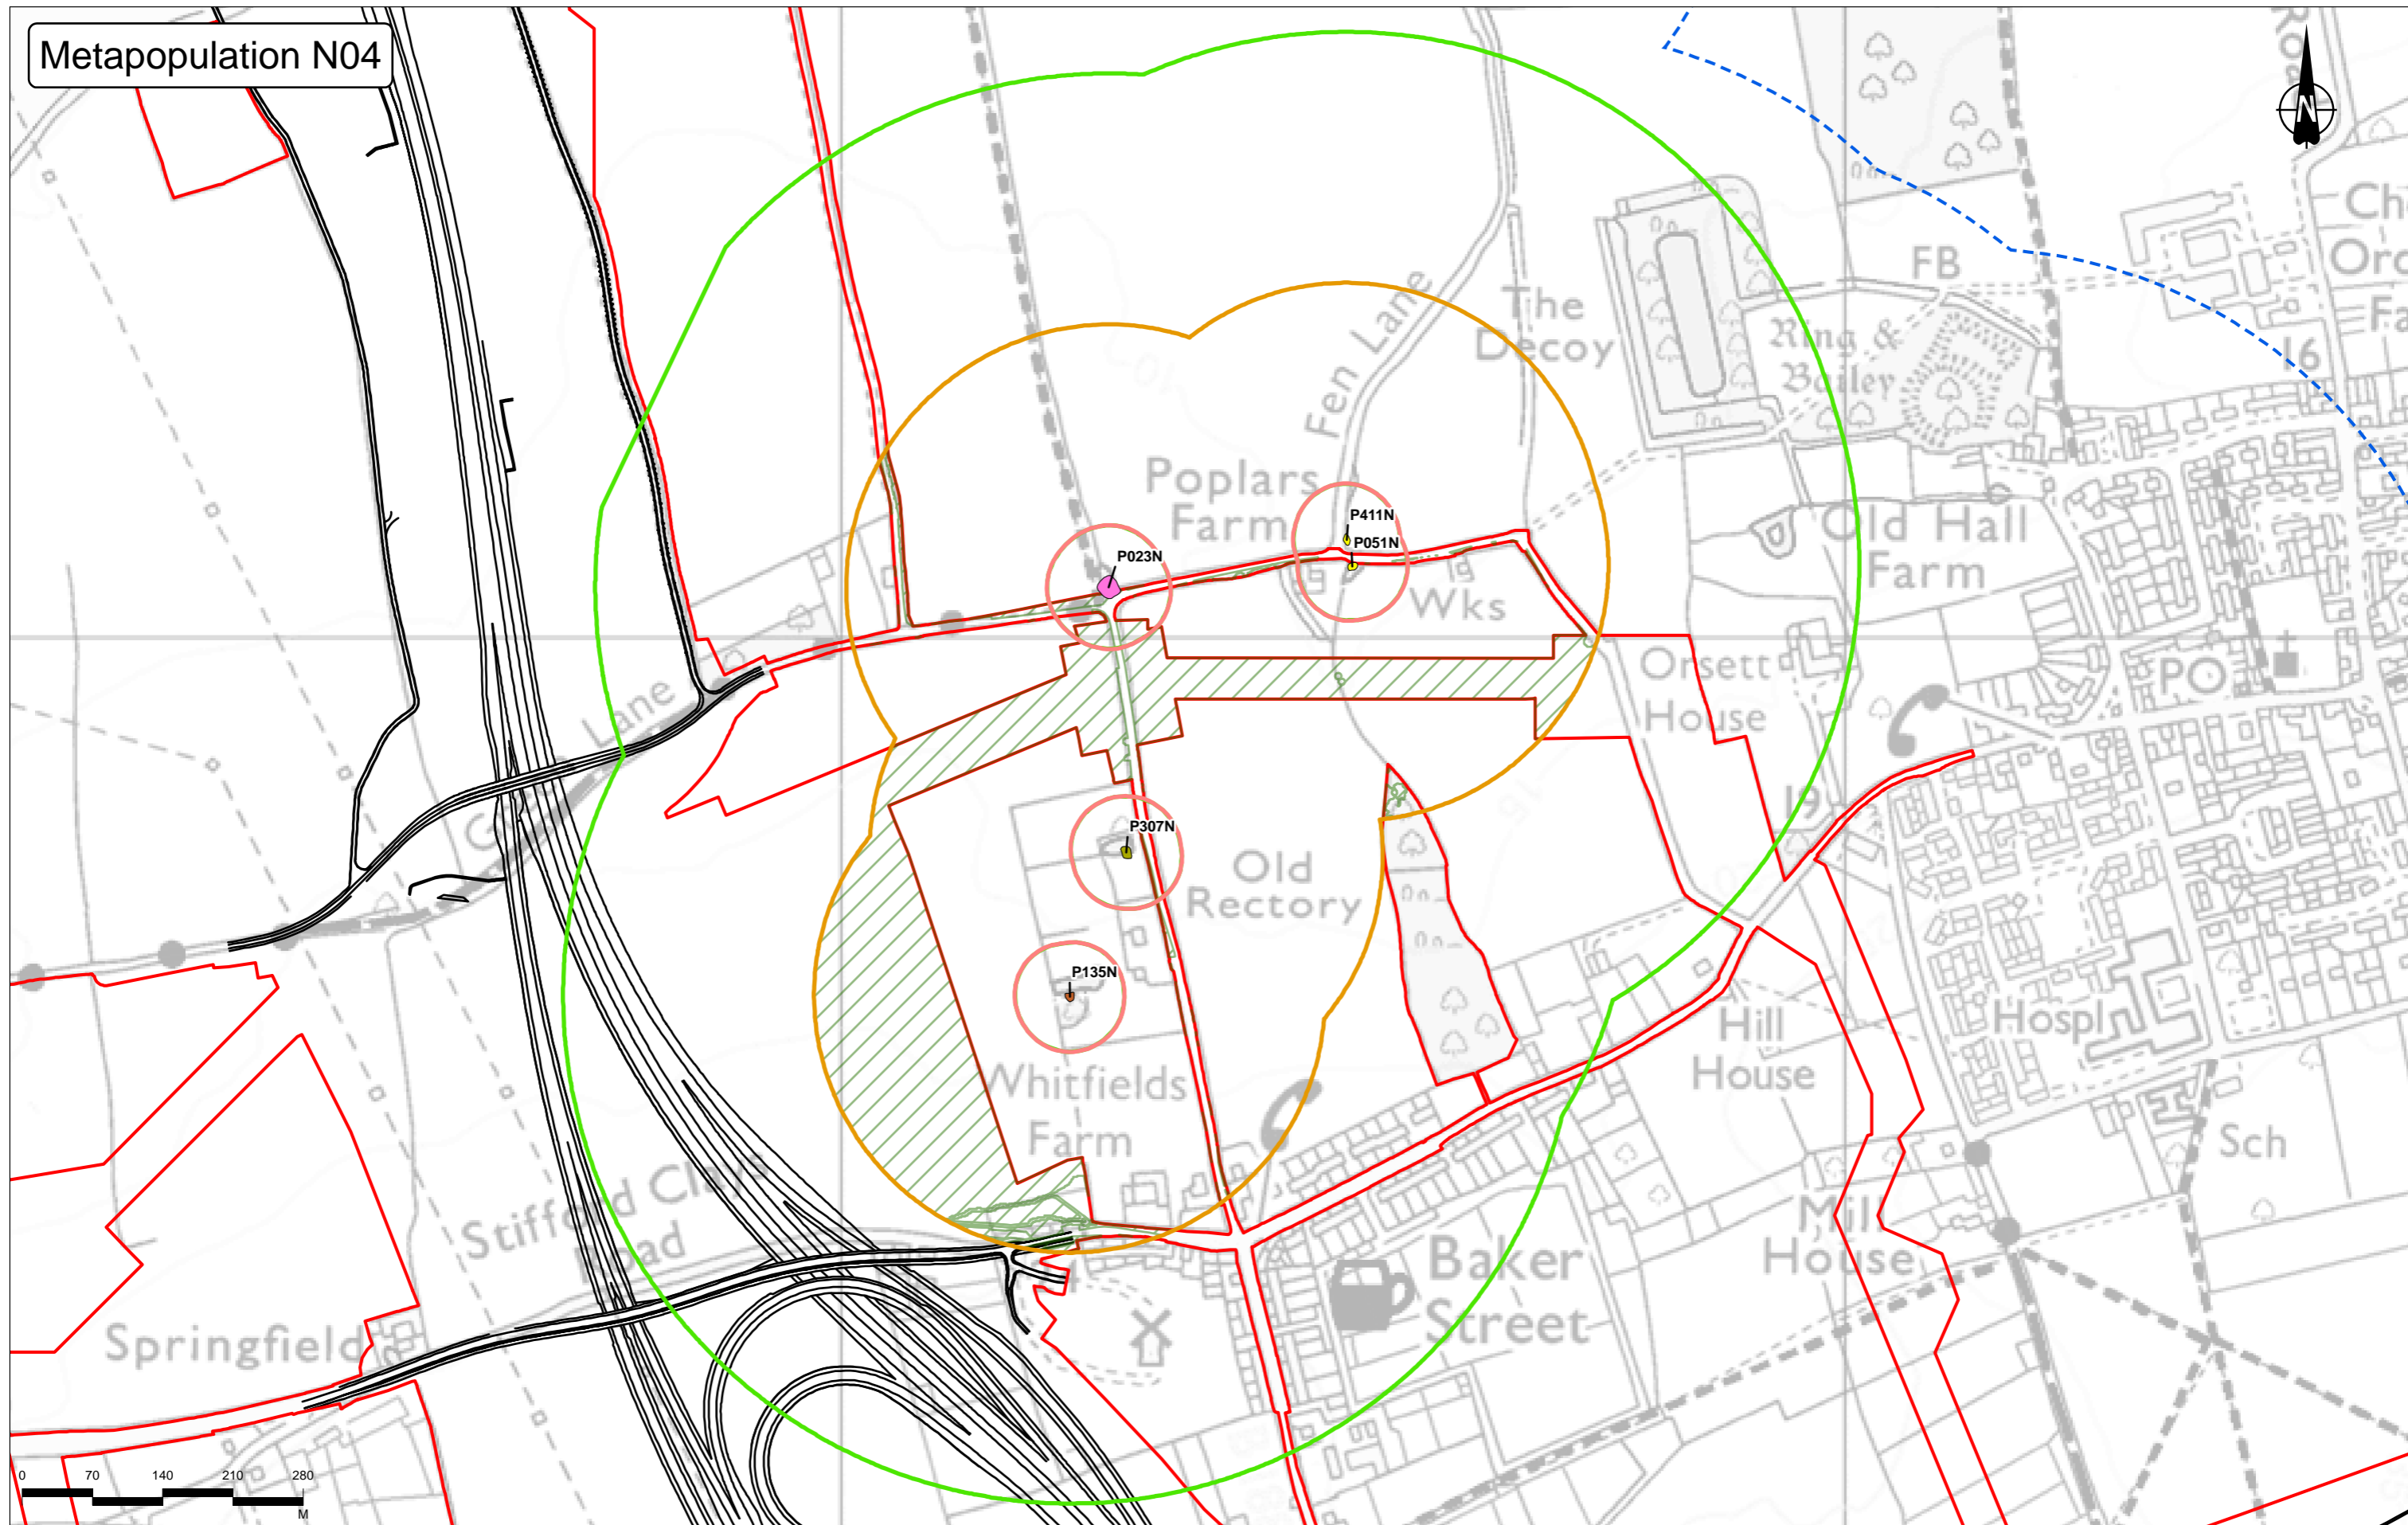 Metapopulation N04
N
Fen Lane
The
Decoy
FB
Ring &
Bailey
16
Poplars
Farm
P411N
P051N
P023N
Wks
Old Hall
Farm
Orsett
House
PO
Lane
19
P307N
Old
Rectory
P135N
Whitfields
Farm
Hill
House
Hospl
Sch
Stifford Clays
Road
Mill
House
Baker
Street
Springfield
0 70 140 210 280
M